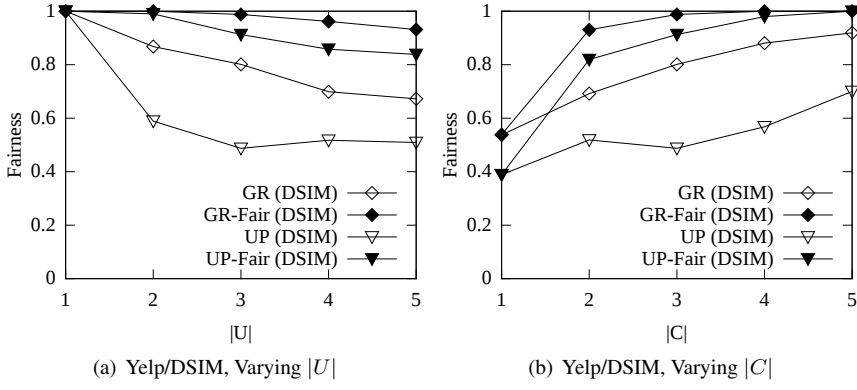 Fairness
1
0.8
0.6
0.4
0.2
0
GR (DSIM)
GR-Fair (DSIM)
UP (DSIM)
UP-Fair (DSIM)
1 2 3 4 5
|U|
(a) Yelp/DSIM, Varying |U|
Fairness
1
0.8
0.6
0.4
0.2
0
GR (DSIM)
GR-Fair (DSIM)
UP (DSIM)
UP-Fair (DSIM)
1 2 3 4 5
|C|
(b) Yelp/DSIM, Varying |C|